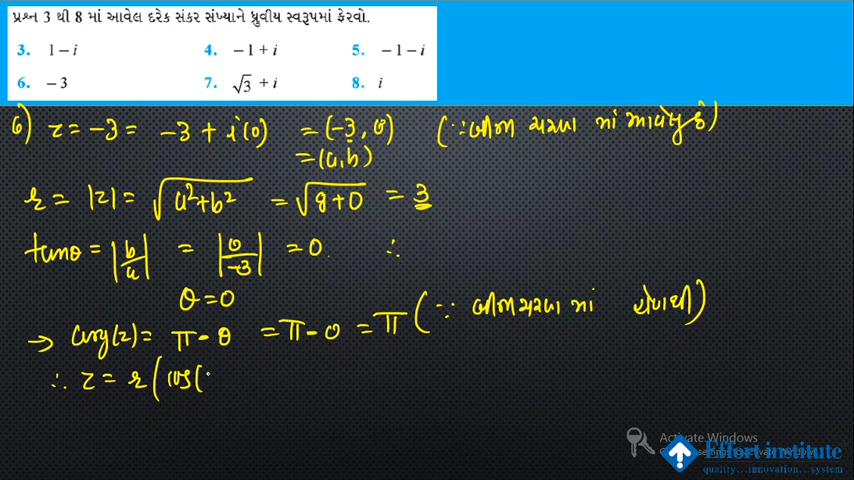 પ્રશ્ન 3 થી 8 માં આવેલ દરેક સંકર સંખ્યાને ધ્રુવીય સ્વરૂપમાં ફેરવો.
3. 1 – i 4. – 1 + i 5. – 1 – i
6. – 3 7. √3 + i 8. i
6) z = -3 = -3 + i(0) = (-3, 0) (∵ બીજા ચરણ માં આવેલું છે)
= (a, b)
r = |z| = √(a² + b²) = √(9 + 0) = 3
tanθ = |b/a| = |0/-3| = 0 ∴
θ = 0
→ arg(z) = π - θ = π - 0 = π (∵ બીજા ચરણ માં હોવાથી)
∴ z = r (cos(
Activate Windows
Effort institute
quality...innovation...system